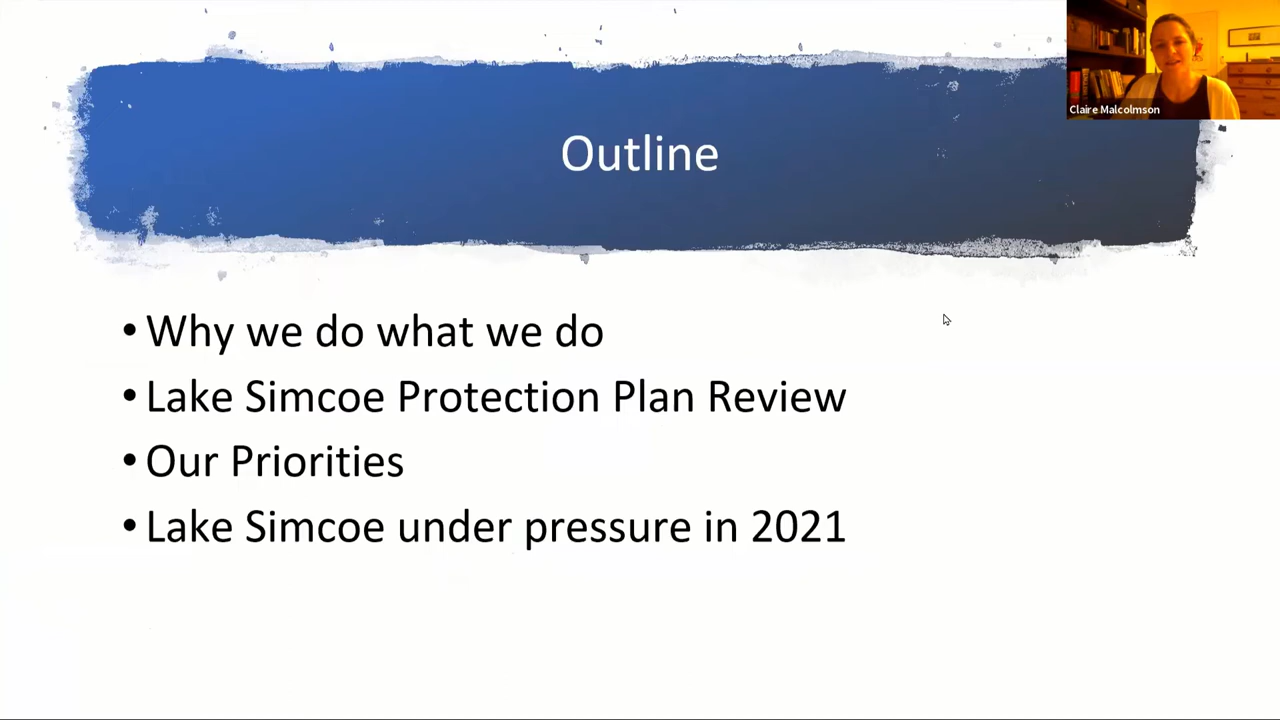 Claire Malcolmson
Outline
• Why we do what we do
• Lake Simcoe Protection Plan Review
• Our Priorities
• Lake Simcoe under pressure in 2021